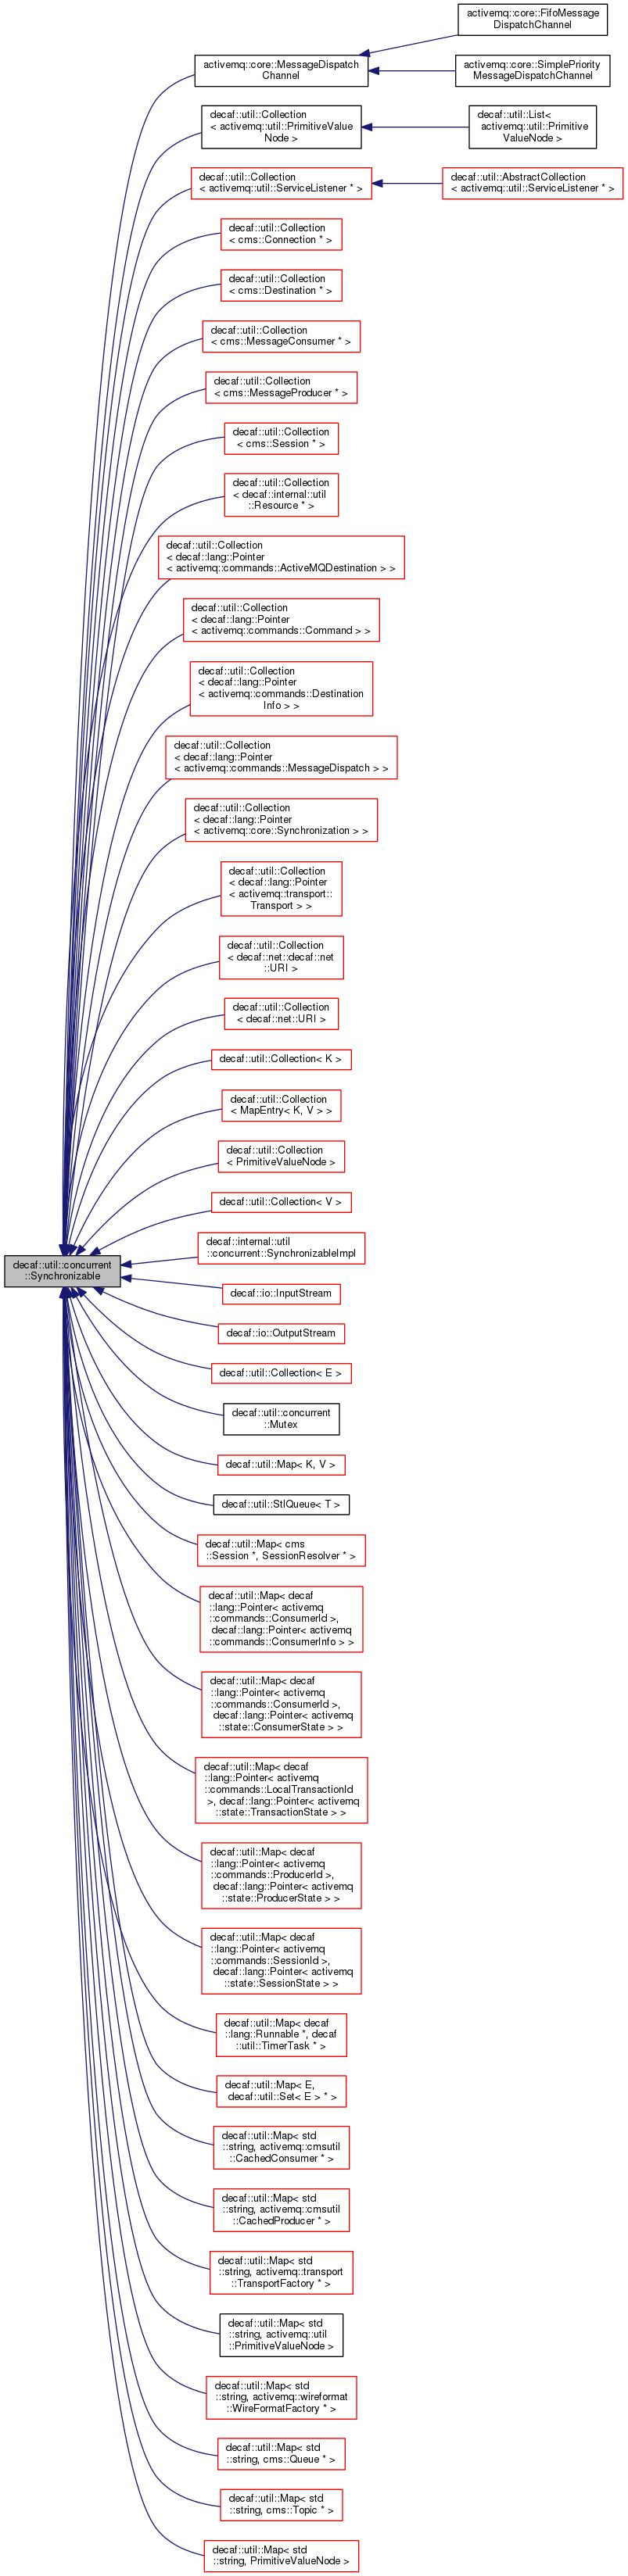 activemq::core::FifoMessage
DispatchChannel
activemq::core::MessageDispatch
Channel
activemq::core::SimplePriority
MessageDispatchChannel
decaf::util::Collection
< activemq::util::PrimitiveValue
Node >
decaf::util::List<
activemq::util::Primitive
ValueNode >
decaf::util::Collection
< activemq::util::ServiceListener * >
decaf::util::AbstractCollection
< activemq::util::ServiceListener * >
decaf::util::Collection
< cms::Connection * >
decaf::util::Collection
< cms::Destination * >
decaf::util::Collection
< cms::MessageConsumer * >
decaf::util::Collection
< cms::MessageProducer * >
decaf::util::Collection
< cms::Session * >
decaf::util::Collection
< decaf::internal::util
::Resource * >
decaf::util::Collection
< decaf::lang::Pointer
< activemq::commands::ActiveMQDestination > >
decaf::util::Collection
< decaf::lang::Pointer
< activemq::commands::Command > >
decaf::util::Collection
< decaf::lang::Pointer
< activemq::commands::Destination
Info > >
decaf::util::Collection
< decaf::lang::Pointer
< activemq::commands::MessageDispatch > >
decaf::util::Collection
< decaf::lang::Pointer
< activemq::core::Synchronization > >
decaf::util::Collection
< decaf::lang::Pointer
< activemq::transport::
Transport > >
decaf::util::Collection
< decaf::net::decaf::net
::URI >
decaf::util::Collection
< decaf::net::URI >
decaf::util::Collection< K >
decaf::util::Collection
< MapEntry< K, V > >
decaf::util::Collection
< PrimitiveValueNode >
decaf::util::Collection< V >
decaf::internal::util
::concurrent::SynchronizableImpl
decaf::util::concurrent
::Synchronizable
decaf::io::InputStream
decaf::io::OutputStream
decaf::util::Collection< E >
decaf::util::concurrent
::Mutex
decaf::util::Map< K, V >
decaf::util::StlQueue< T >
decaf::util::Map< cms
::Session *, SessionResolver * >
decaf::util::Map< decaf
::lang::Pointer< activemq
::commands::ConsumerId >,
decaf::lang::Pointer< activemq
::commands::ConsumerInfo > >
decaf::util::Map< decaf
::lang::Pointer< activemq
::commands::ConsumerId >,
decaf::lang::Pointer< activemq
::state::ConsumerState > >
decaf::util::Map< decaf
::lang::Pointer< activemq
::commands::LocalTransactionId
>, decaf::lang::Pointer< activemq
::state::TransactionState > >
decaf::util::Map< decaf
::lang::Pointer< activemq
::commands::ProducerId >,
decaf::lang::Pointer< activemq
::state::ProducerState > >
decaf::util::Map< decaf
::lang::Pointer< activemq
::commands::SessionId >,
decaf::lang::Pointer< activemq
::state::SessionState > >
decaf::util::Map< decaf
::lang::Runnable *, decaf
::util::TimerTask * >
decaf::util::Map< E,
decaf::util::Set< E > * >
decaf::util::Map< std
::string, activemq::cmsutil
::CachedConsumer * >
decaf::util::Map< std
::string, activemq::cmsutil
::CachedProducer * >
decaf::util::Map< std
::string, activemq::transport
::TransportFactory * >
decaf::util::Map< std
::string, activemq::util
::PrimitiveValueNode >
decaf::util::Map< std
::string, activemq::wireformat
::WireFormatFactory * >
decaf::util::Map< std
::string, cms::Queue * >
decaf::util::Map< std
::string, cms::Topic * >
decaf::util::Map< std
::string, PrimitiveValueNode >